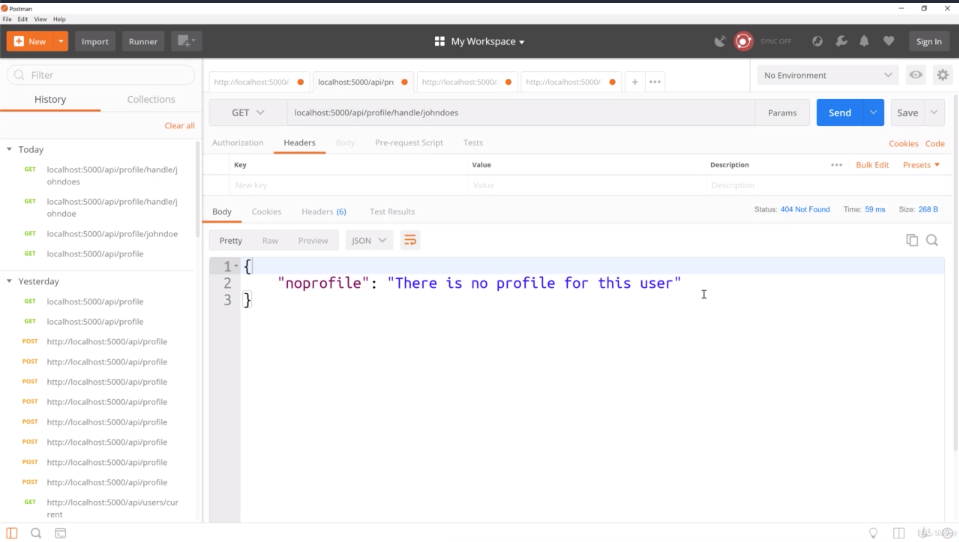 Postman
File Edit View Help
New Import Runner My Workspace SYNC OFF Sign In
Filter
History Collections
Clear all
Today
GET localhost:5000/api/profile/handle/j
ohndoes
GET localhost:5000/api/profile/handle/j
ohndoe
GET localhost:5000/api/profile/johndoe
GET localhost:5000/api/profile
Yesterday
GET localhost:5000/api/profile
GET localhost:5000/api/profile
POST http://localhost:5000/api/profile
POST http://localhost:5000/api/profile
POST http://localhost:5000/api/profile
POST http://localhost:5000/api/profile
POST http://localhost:5000/api/profile
POST http://localhost:5000/api/profile
POST http://localhost:5000/api/profile
POST http://localhost:5000/api/profile
GET http://localhost:5000/api/users/cur
rent
http://localhost:5000/ localhost:5000/api/pr http://localhost:5000/ http://localhost:5000/ + ••• No Environment
GET localhost:5000/api/profile/handle/johndoes Params Send Save
Authorization Headers Body Pre-request Script Tests Cookies Code
Key Value Description ••• Bulk Edit Presets
New key Value Description
Body Cookies Headers (6) Test Results Status: 404 Not Found Time: 59 ms Size: 268 B
Pretty Raw Preview JSON
1 {
2 "noprofile": "There is no profile for this user"
3 }